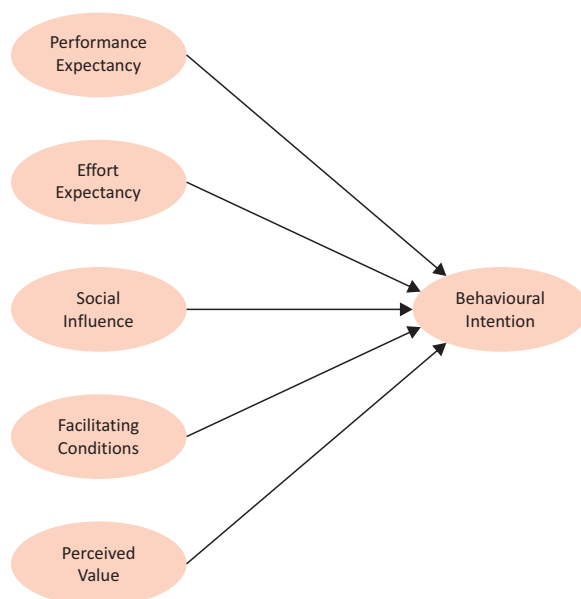 Performance
Expectancy
Effort
Expectancy
Social
Influence
Behavioural
Intention
Facilitating
Conditions
Perceived
Value